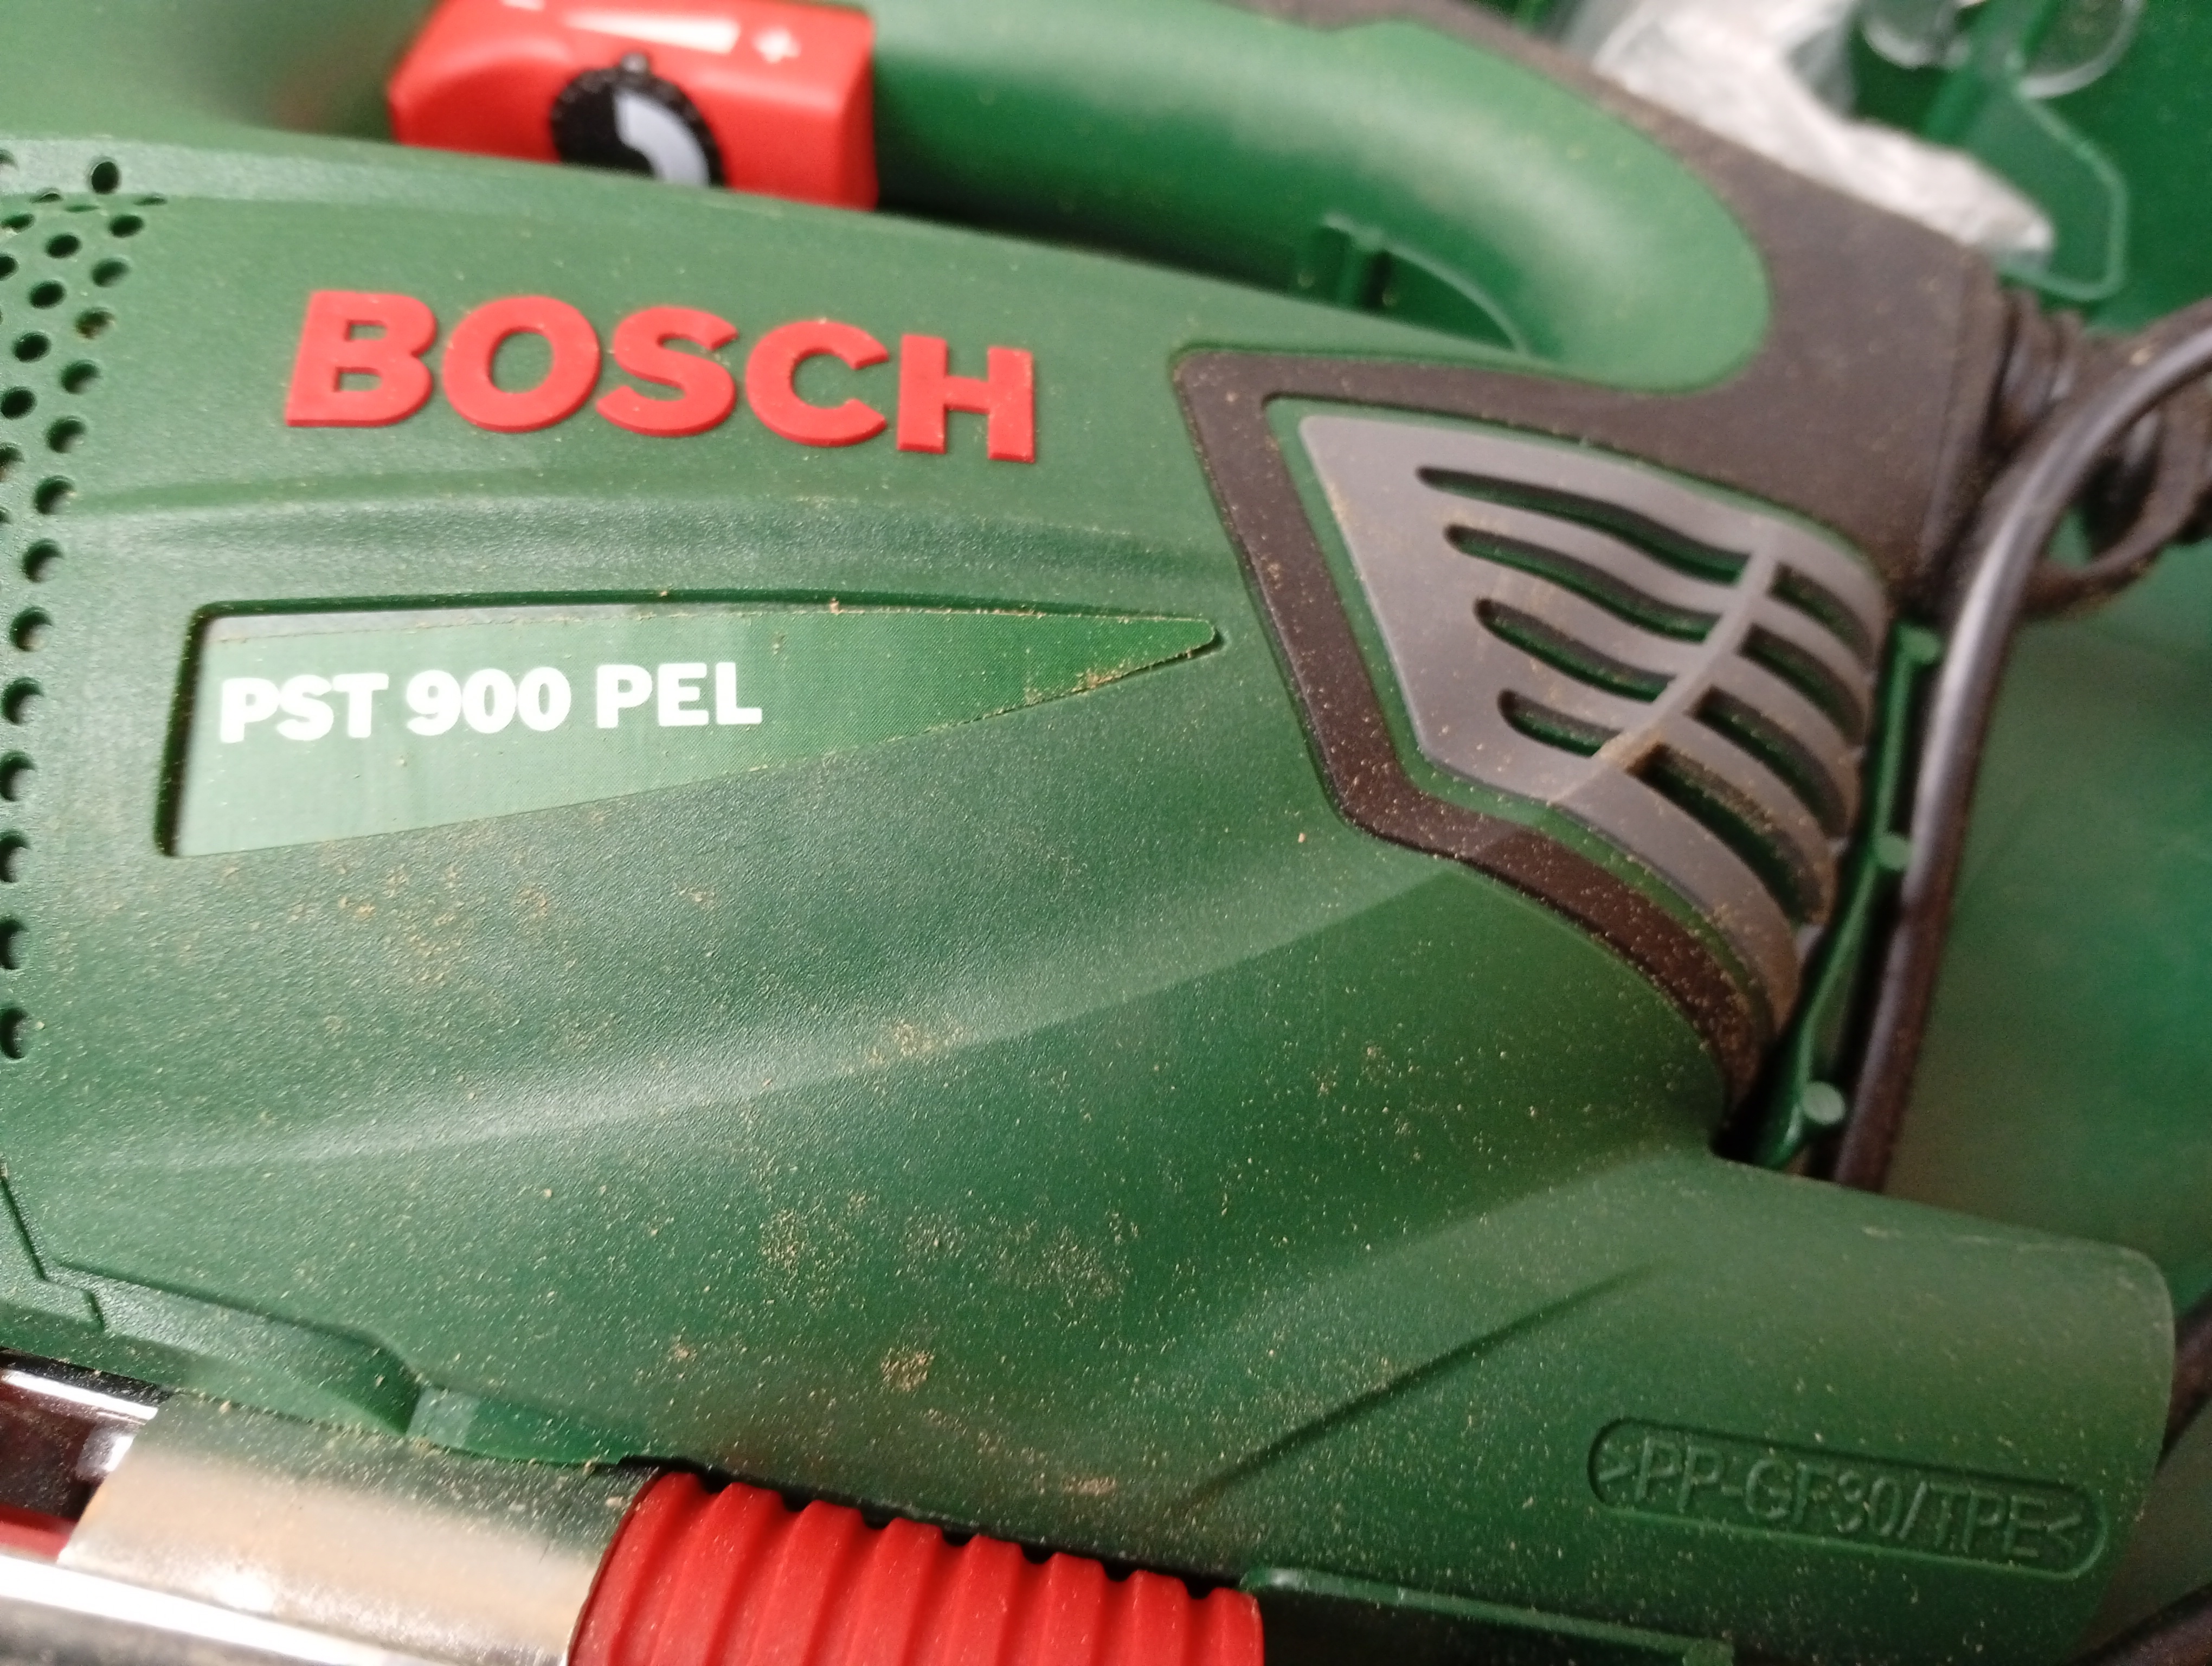 BOSCH
PST 900 PEL
>PP-GF30/TPE<